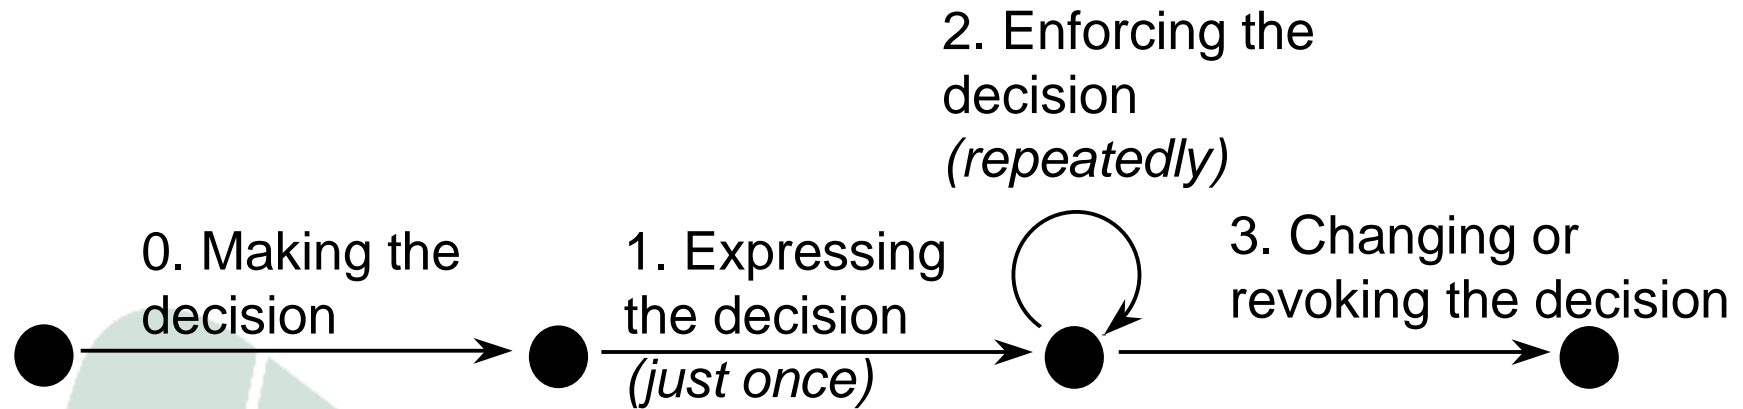 0. Making the
decision
1. Expressing
the decision
(just once)
2. Enforcing the
decision
(repeatedly)
3. Changing or
revoking the decision